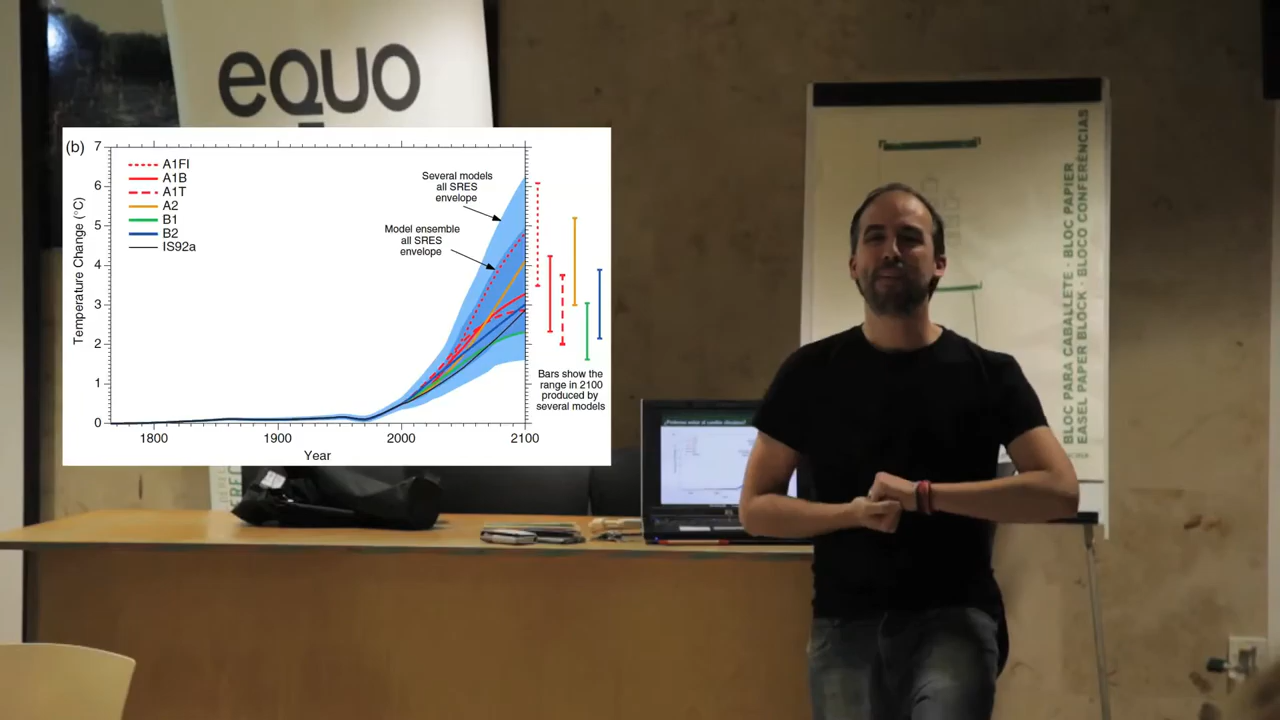 equo
(b)
7
6
5
4
3
2
1
0
Temperature Change (°C)
A1FI
A1B
A1T
A2
B1
B2
IS92a
Several models
all SRES
envelope
Model ensemble
all SRES
envelope
Bars show the
range in 2100
produced by
several models
1800
1900
2000
2100
Year
BLOC PARA CABALLETE · BLOC PAPIER
EASEL PAPER BLOCK · BLOCO CONFERÊNCIAS